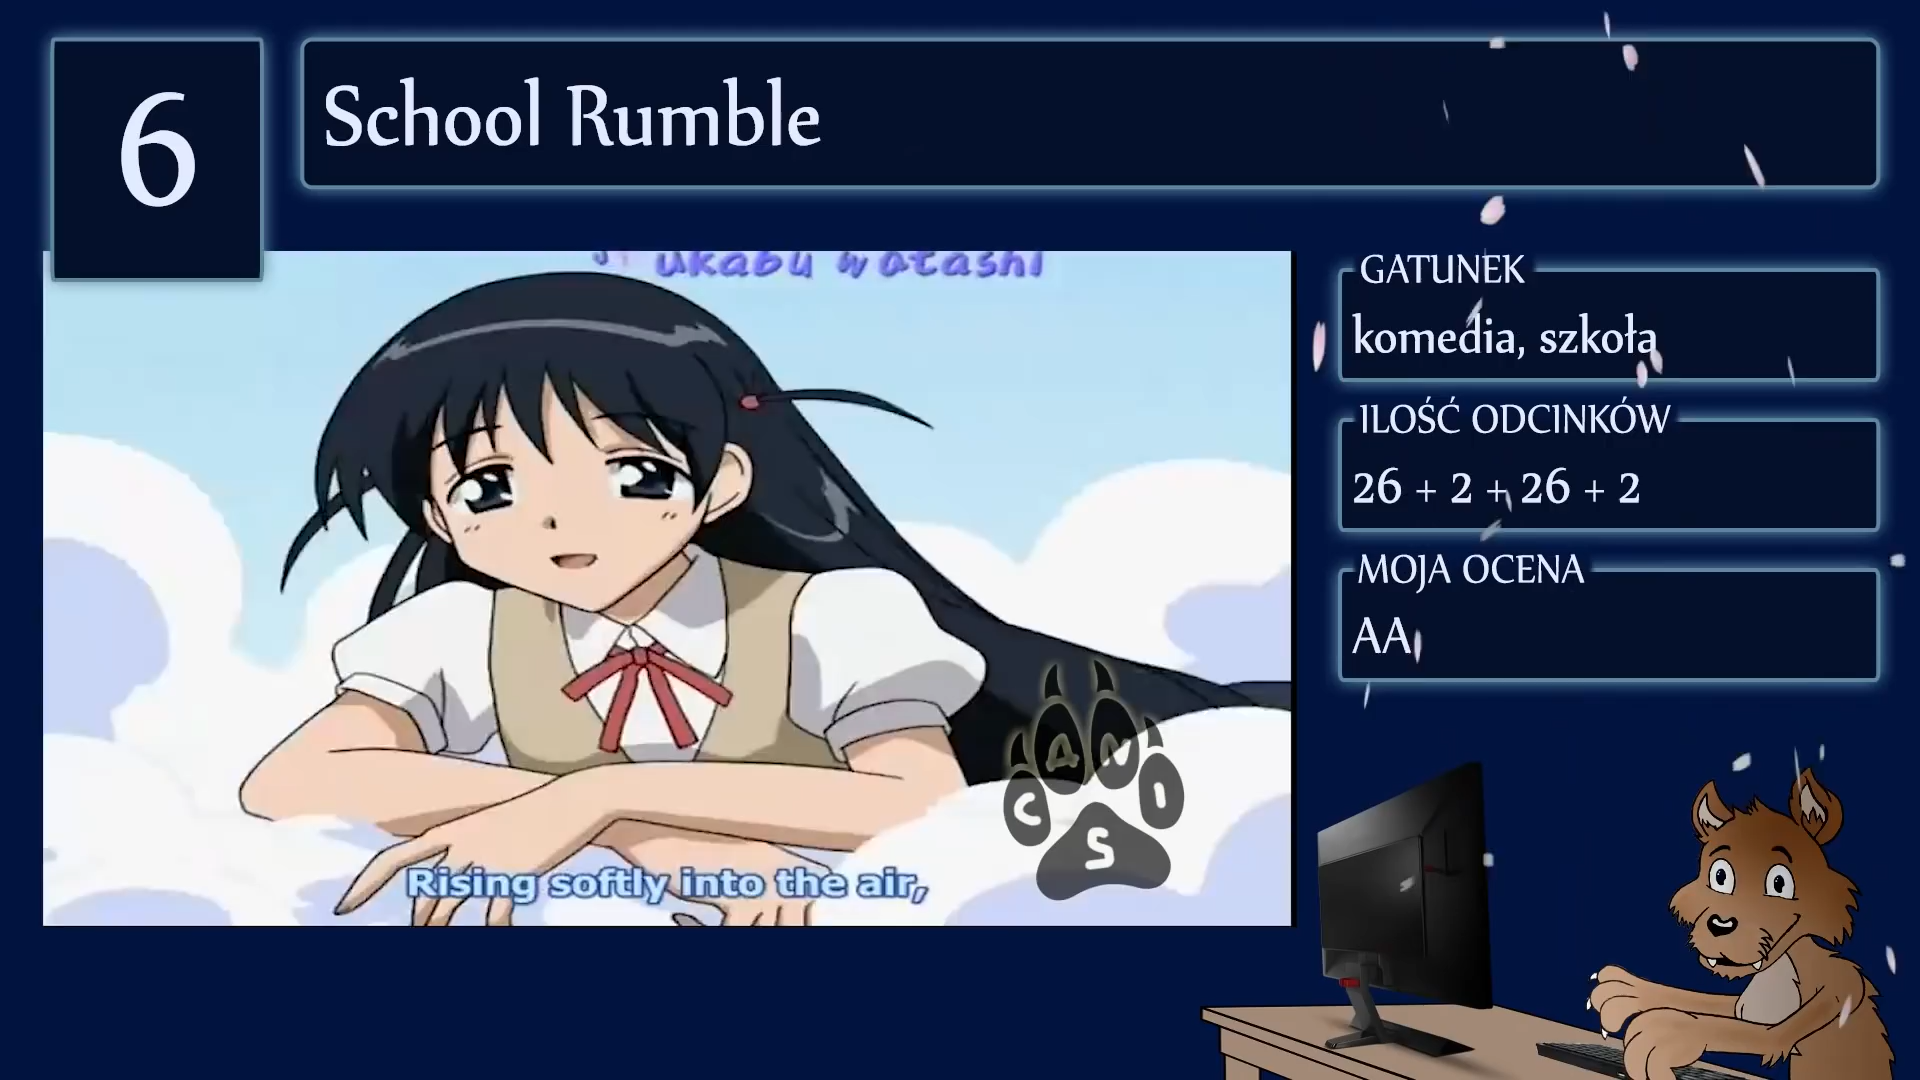 6
School Rumble
ukabu watashi
GATUNEK
komedia, szkoła
ILOŚĆ ODCINKÓW
26 + 2 + 26 + 2
MOJA OCENA
AA
CANDS
Rising softly into the air,